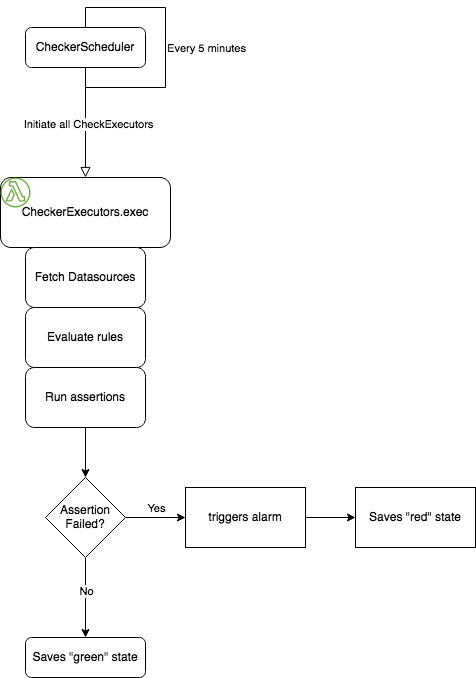 CheckerScheduler
Every 5 minutes
Initiate all CheckExecutors
CheckerExecutors.exec
Fetch Datasources
Evaluate rules
Run assertions
Assertion
Failed?
Yes
triggers alarm
Saves "red" state
No
Saves "green" state